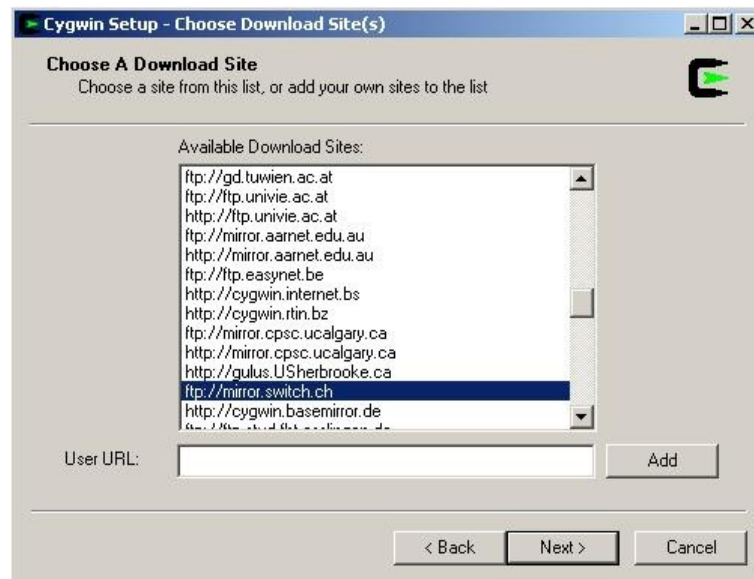 Cygwin Setup - Choose Download Site(s)
Choose A Download Site
Choose a site from this list, or add your own sites to the list
Available Download Sites:
ftp://gd.tuwien.ac.at
ftp://ftp.univie.ac.at
http://ftp.univie.ac.at
ftp://mirror.aarnet.edu.au
http://mirror.aarnet.edu.au
ftp://ftp.easynet.be
http://cygwin.internet.bs
http://cygwin.rtin.bz
ftp://mirror.cpsc.ucalgary.ca
http://mirror.cpsc.ucalgary.ca
http://gulus.USherbrooke.ca
ftp://mirror.switch.ch
http://cygwin.basemirror.de
User URL:
Add
< Back
Next >
Cancel